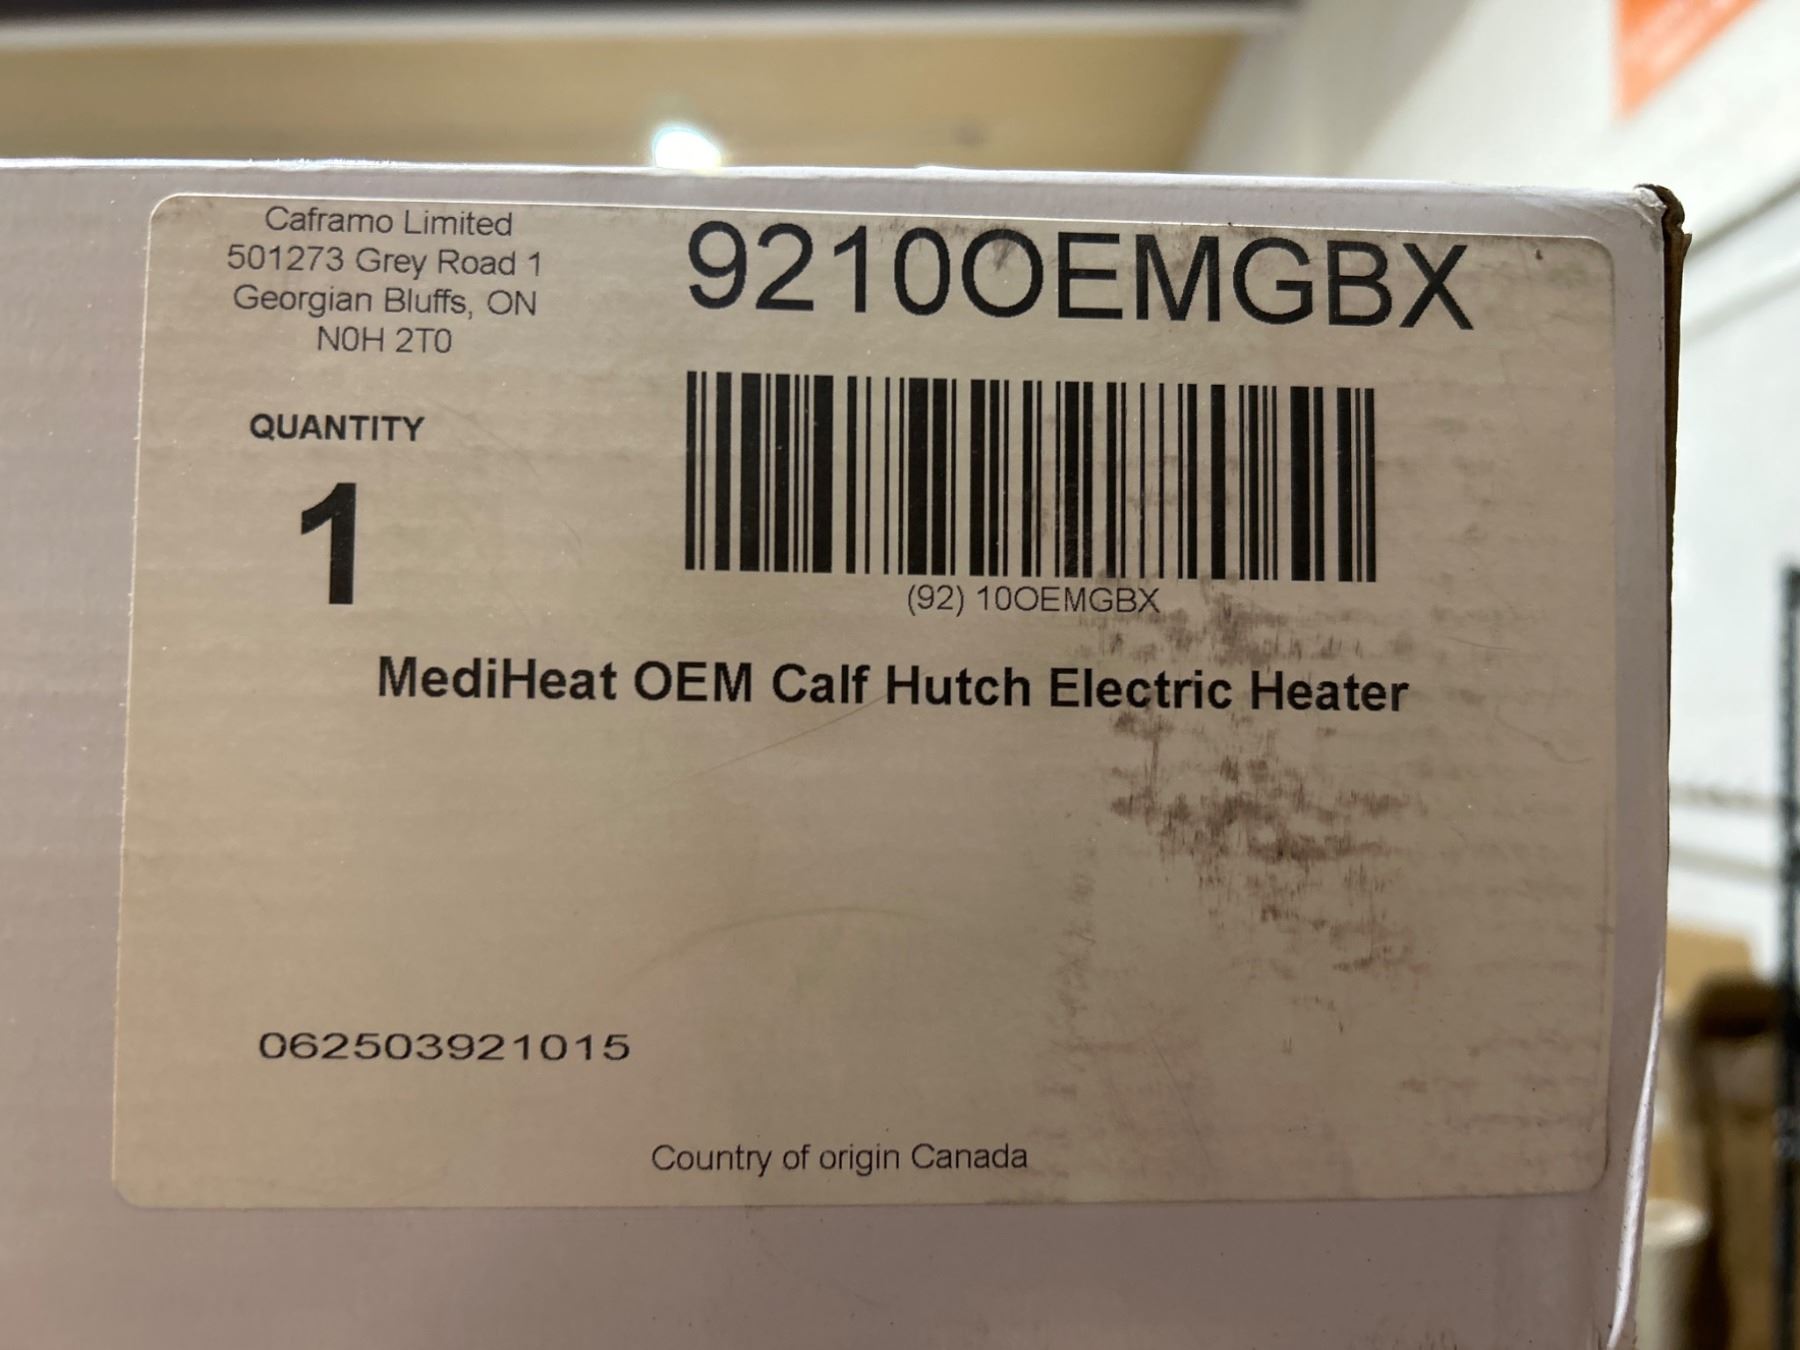 Caframo Limited
501273 Grey Road 1
Georgian Bluffs, ON
N0H 2T0
9210OEMGBX
QUANTITY
1
(92) 10OEMGBX
MediHeat OEM Calf Hutch Electric Heater
062503921015
Country of origin Canada